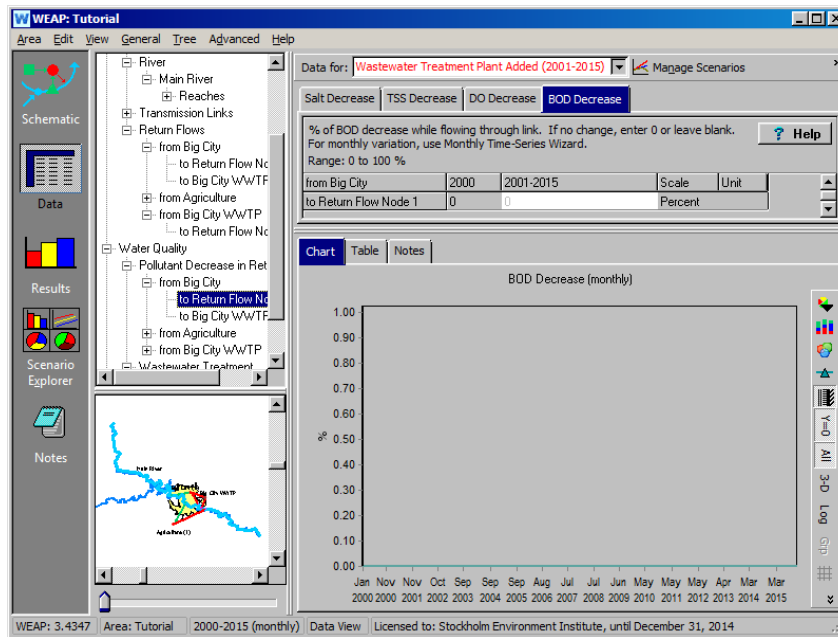 WEAP: Tutorial
Area Edit View General Tree Advanced Help
Schematic
Data
Results
Scenario
Explorer
Notes
River
Main River
Reaches
Transmission Links
Return Flows
from Big City
to Return Flow No
to Big City WWTP
from Agriculture
from Big City WWTP
to Return Flow No
Water Quality
Pollutant Decrease in Ret
from Big City
to Return Flow No
to Big City WWTP
from Agriculture
from Big City WWTP
Wastewater Treatment
Main River
Big City WWTP
Agriculture (1)
Data for: Wastewater Treatment Plant Added (2001-2015) Manage Scenarios
Salt Decrease TSS Decrease DO Decrease BOD Decrease
% of BOD decrease while flowing through link. If no change, enter 0 or leave blank.
For monthly variation, use Monthly Time-Series Wizard.
Range: 0 to 100 %
? Help
from Big City 2000 2001-2015 Scale Unit
to Return Flow Node 1 0 0 Percent
Chart Table Notes
BOD Decrease (monthly)
%
1.00
0.90
0.80
0.70
0.60
0.50
0.40
0.30
0.20
0.10
0.00
Jan Nov Nov Oct Sep Sep Sep Aug Jul Jul Jun May May May Apr Mar Mar
2000 2000 2001 2002 2003 2004 2005 2006 2007 2008 2009 2010 2011 2012 2013 2014 2015
Y=0
All
3-D
Log
Grp
WEAP: 3.4347 Area: Tutorial 2000-2015 (monthly) Data View Licensed to: Stockholm Environment Institute, until December 31, 2014